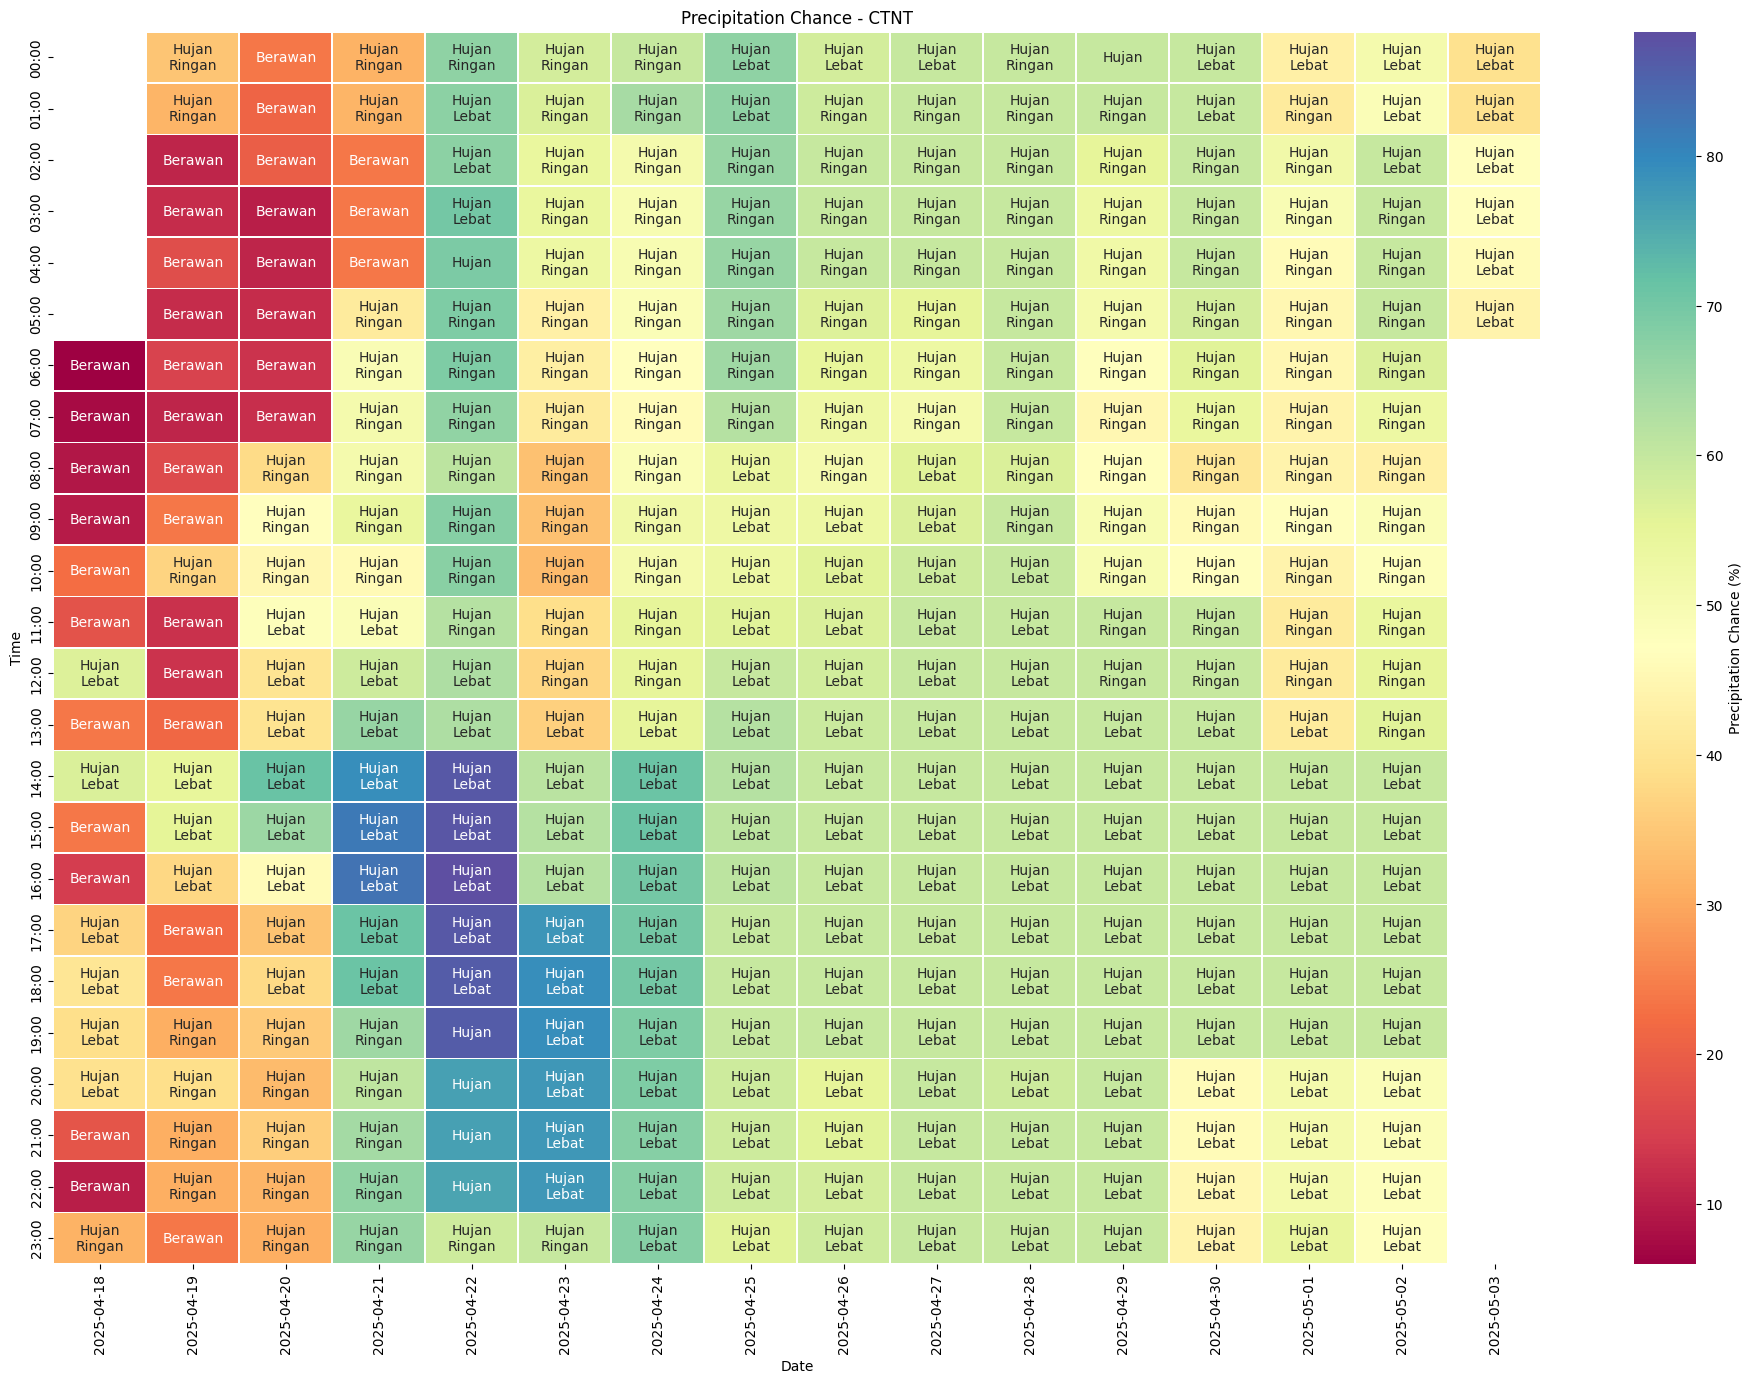 Precipitation Chance - CTNT
00:00 Hujan Ringan Berawan Hujan Ringan Hujan Ringan Hujan Ringan Hujan Ringan Hujan Lebat Hujan Lebat Hujan Lebat Hujan Ringan Hujan Hujan Lebat Hujan Lebat Hujan Lebat Hujan Lebat
01:00 Hujan Ringan Berawan Hujan Ringan Hujan Lebat Hujan Ringan Hujan Ringan Hujan Lebat Hujan Ringan Hujan Ringan Hujan Ringan Hujan Ringan Hujan Lebat Hujan Ringan Hujan Lebat Hujan Lebat
02:00 Berawan Berawan Berawan Hujan Lebat Hujan Ringan Hujan Ringan Hujan Ringan Hujan Ringan Hujan Ringan Hujan Ringan Hujan Ringan Hujan Ringan Hujan Ringan Hujan Lebat Hujan Lebat
03:00 Berawan Berawan Berawan Hujan Lebat Hujan Ringan Hujan Ringan Hujan Ringan Hujan Ringan Hujan Ringan Hujan Ringan Hujan Ringan Hujan Ringan Hujan Ringan Hujan Ringan Hujan Lebat
04:00 Berawan Berawan Berawan Hujan Hujan Ringan Hujan Ringan Hujan Ringan Hujan Ringan Hujan Ringan Hujan Ringan Hujan Ringan Hujan Ringan Hujan Ringan Hujan Ringan Hujan Lebat
05:00 Berawan Berawan Hujan Ringan Hujan Ringan Hujan Ringan Hujan Ringan Hujan Ringan Hujan Ringan Hujan Ringan Hujan Ringan Hujan Ringan Hujan Ringan Hujan Ringan Hujan Ringan Hujan Lebat
06:00 Berawan Berawan Berawan Hujan Ringan Hujan Ringan Hujan Ringan Hujan Ringan Hujan Ringan Hujan Ringan Hujan Ringan Hujan Ringan Hujan Ringan Hujan Ringan Hujan Ringan Hujan Ringan
07:00 Berawan Berawan Berawan Hujan Ringan Hujan Ringan Hujan Ringan Hujan Ringan Hujan Ringan Hujan Ringan Hujan Ringan Hujan Ringan Hujan Ringan Hujan Ringan Hujan Ringan Hujan Ringan
08:00 Berawan Berawan Hujan Ringan Hujan Ringan Hujan Ringan Hujan Ringan Hujan Ringan Hujan Lebat Hujan Ringan Hujan Lebat Hujan Ringan Hujan Ringan Hujan Ringan Hujan Ringan Hujan Ringan
09:00 Berawan Berawan Hujan Ringan Hujan Ringan Hujan Ringan Hujan Ringan Hujan Ringan Hujan Lebat Hujan Lebat Hujan Lebat Hujan Ringan Hujan Ringan Hujan Ringan Hujan Ringan Hujan Ringan
10:00 Berawan Hujan Ringan Hujan Ringan Hujan Ringan Hujan Ringan Hujan Ringan Hujan Ringan Hujan Lebat Hujan Lebat Hujan Lebat Hujan Lebat Hujan Ringan Hujan Ringan Hujan Ringan Hujan Ringan
11:00 Berawan Berawan Hujan Lebat Hujan Lebat Hujan Ringan Hujan Ringan Hujan Ringan Hujan Lebat Hujan Lebat Hujan Lebat Hujan Lebat Hujan Ringan Hujan Ringan Hujan Ringan Hujan Ringan
12:00 Hujan Lebat Berawan Hujan Lebat Hujan Lebat Hujan Lebat Hujan Ringan Hujan Ringan Hujan Lebat Hujan Lebat Hujan Lebat Hujan Lebat Hujan Ringan Hujan Ringan Hujan Ringan Hujan Ringan
13:00 Berawan Berawan Hujan Lebat Hujan Lebat Hujan Lebat Hujan Lebat Hujan Lebat Hujan Lebat Hujan Lebat Hujan Lebat Hujan Lebat Hujan Lebat Hujan Lebat Hujan Lebat Hujan Ringan
14:00 Hujan Lebat Hujan Lebat Hujan Lebat Hujan Lebat Hujan Lebat Hujan Lebat Hujan Lebat Hujan Lebat Hujan Lebat Hujan Lebat Hujan Lebat Hujan Lebat Hujan Lebat Hujan Lebat Hujan Lebat
15:00 Berawan Hujan Lebat Hujan Lebat Hujan Lebat Hujan Lebat Hujan Lebat Hujan Lebat Hujan Lebat Hujan Lebat Hujan Lebat Hujan Lebat Hujan Lebat Hujan Lebat Hujan Lebat Hujan Lebat
16:00 Berawan Hujan Lebat Hujan Lebat Hujan Lebat Hujan Lebat Hujan Lebat Hujan Lebat Hujan Lebat Hujan Lebat Hujan Lebat Hujan Lebat Hujan Lebat Hujan Lebat Hujan Lebat Hujan Lebat
17:00 Hujan Lebat Berawan Hujan Lebat Hujan Lebat Hujan Lebat Hujan Lebat Hujan Lebat Hujan Lebat Hujan Lebat Hujan Lebat Hujan Lebat Hujan Lebat Hujan Lebat Hujan Lebat Hujan Lebat
18:00 Hujan Lebat Berawan Hujan Lebat Hujan Lebat Hujan Lebat Hujan Lebat Hujan Lebat Hujan Lebat Hujan Lebat Hujan Lebat Hujan Lebat Hujan Lebat Hujan Lebat Hujan Lebat Hujan Lebat
19:00 Hujan Lebat Hujan Ringan Hujan Ringan Hujan Ringan Hujan Hujan Lebat Hujan Lebat Hujan Lebat Hujan Lebat Hujan Lebat Hujan Lebat Hujan Lebat Hujan Lebat Hujan Lebat Hujan Lebat
20:00 Hujan Lebat Hujan Ringan Hujan Ringan Hujan Ringan Hujan Hujan Lebat Hujan Lebat Hujan Lebat Hujan Lebat Hujan Lebat Hujan Lebat Hujan Lebat Hujan Lebat Hujan Lebat Hujan Lebat
21:00 Berawan Hujan Ringan Hujan Ringan Hujan Ringan Hujan Hujan Lebat Hujan Lebat Hujan Lebat Hujan Lebat Hujan Lebat Hujan Lebat Hujan Lebat Hujan Lebat Hujan Lebat Hujan Lebat
22:00 Berawan Hujan Ringan Hujan Ringan Hujan Ringan Hujan Hujan Lebat Hujan Lebat Hujan Lebat Hujan Lebat Hujan Lebat Hujan Lebat Hujan Lebat Hujan Lebat Hujan Lebat Hujan Lebat
23:00 Hujan Ringan Berawan Hujan Ringan Hujan Ringan Hujan Ringan Hujan Ringan Hujan Lebat Hujan Lebat Hujan Lebat Hujan Lebat Hujan Lebat Hujan Lebat Hujan Lebat Hujan Lebat Hujan Lebat
Time
2025-04-18 2025-04-19 2025-04-20 2025-04-21 2025-04-22 2025-04-23 2025-04-24 2025-04-25 2025-04-26 2025-04-27 2025-04-28 2025-04-29 2025-04-30 2025-05-01 2025-05-02 2025-05-03
Date
80
70
60
50
40
30
20
10
Precipitation Chance (%)